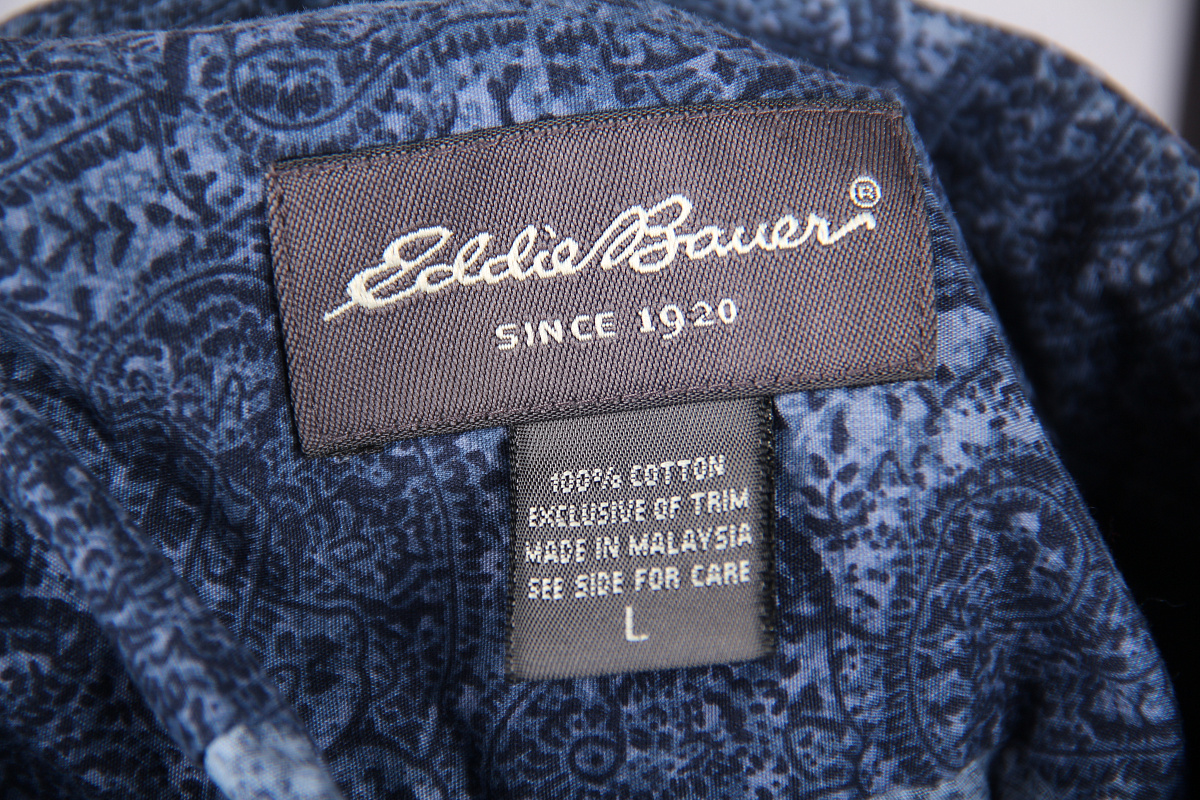 Eddie Bauer®
SINCE 1920
100% COTTON
EXCLUSIVE OF TRIM
MADE IN MALAYSIA
SEE SIDE FOR CARE
L